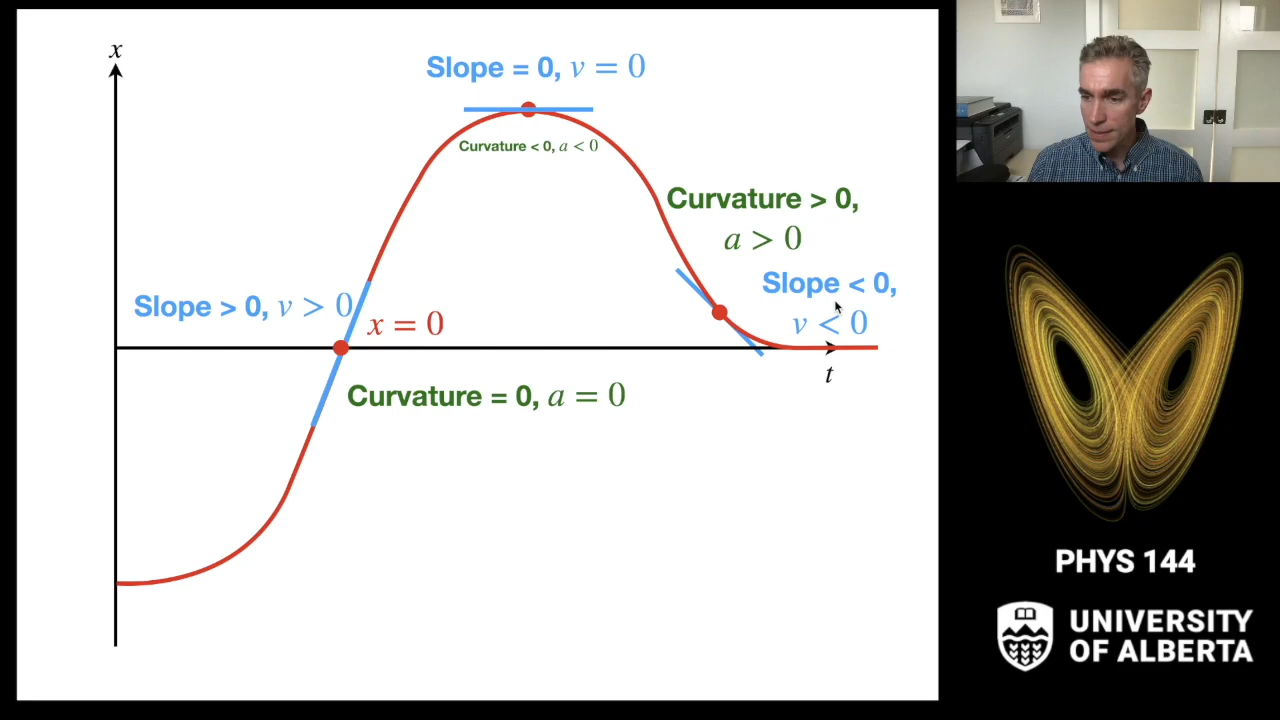 x
Slope = 0, v = 0
Curvature < 0, a < 0
Curvature > 0,
a > 0
Slope < 0,
v < 0
Slope > 0, v > 0
x = 0
t
Curvature = 0, a = 0
PHYS 144
UNIVERSITY
OF ALBERTA